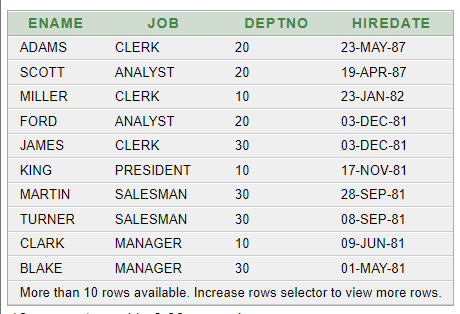 ENAME JOB DEPTNO HIREDATE
ADAMS CLERK 20 23-MAY-87
SCOTT ANALYST 20 19-APR-87
MILLER CLERK 10 23-JAN-82
FORD ANALYST 20 03-DEC-81
JAMES CLERK 30 03-DEC-81
KING PRESIDENT 10 17-NOV-81
MARTIN SALESMAN 30 28-SEP-81
TURNER SALESMAN 30 08-SEP-81
CLARK MANAGER 10 09-JUN-81
BLAKE MANAGER 30 01-MAY-81
More than 10 rows available. Increase rows selector to view more rows.